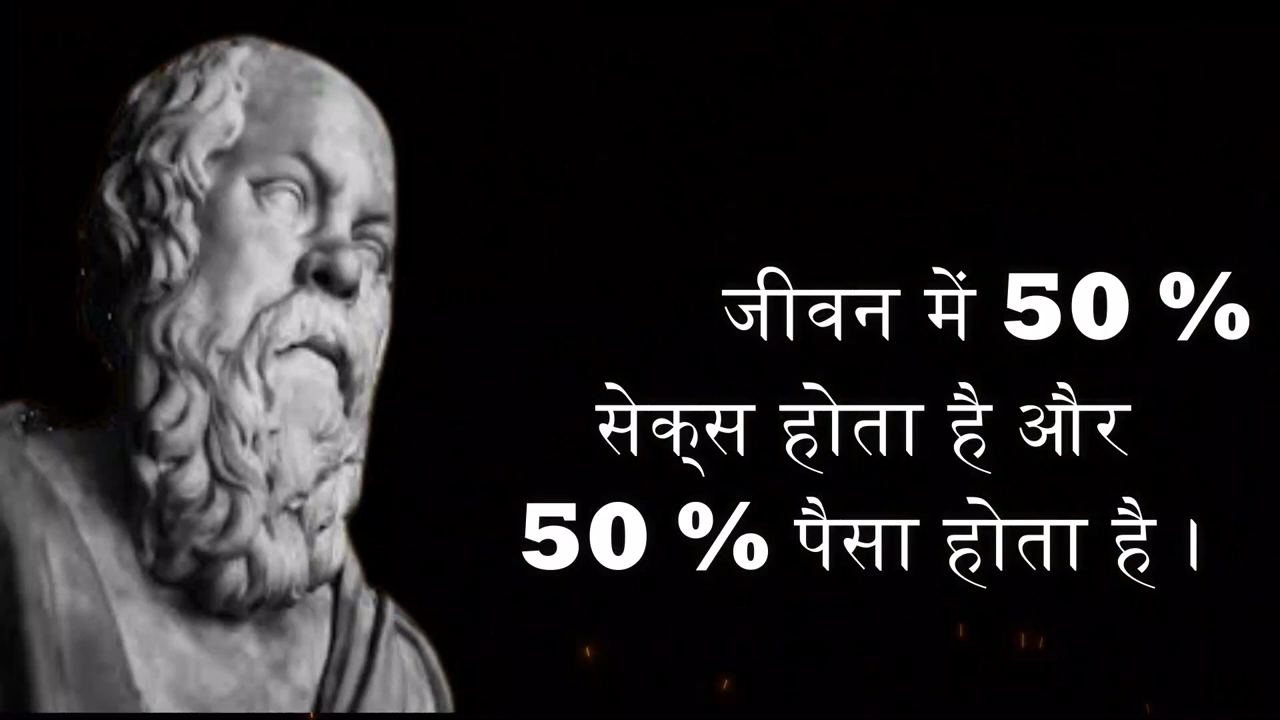 जीवन में 50 %
सेक्स होता है और
50 % पैसा होता है ।